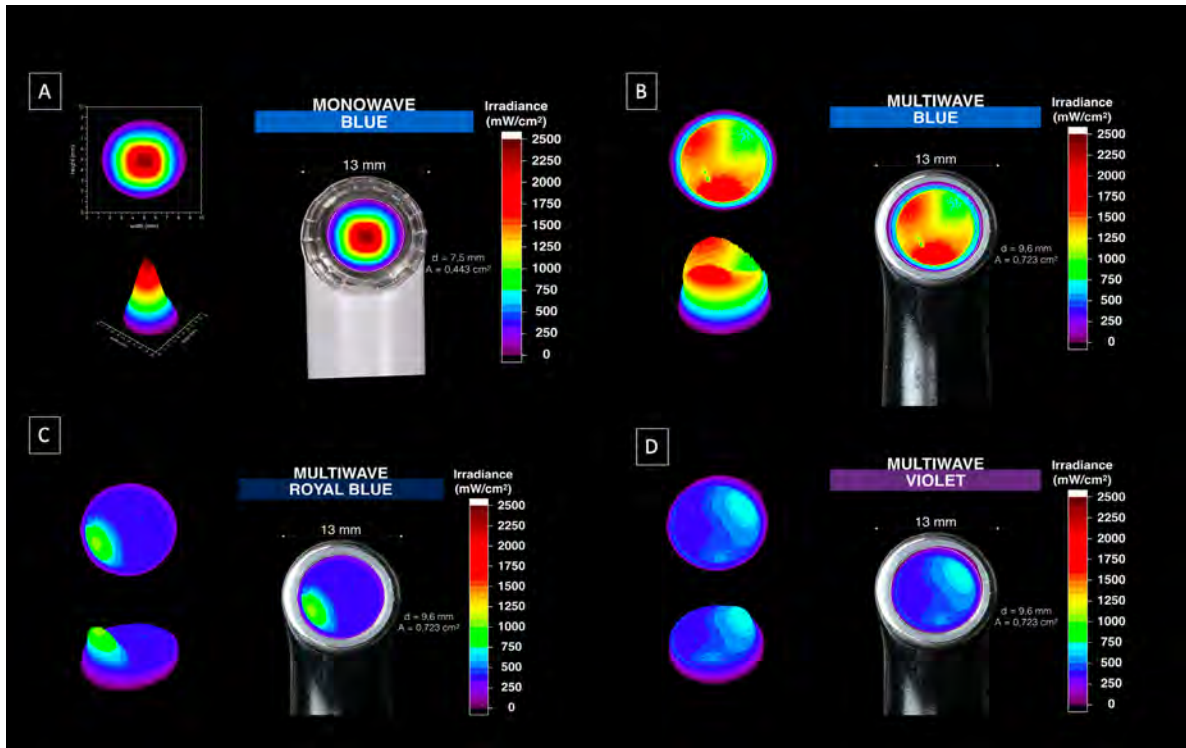 A
MONOWAVE
BLUE
Irradiance
(mW/cm²)
13 mm
d = 7,5 mm
A = 0,443 cm²
2500
2250
2000
1750
1500
1250
1000
750
500
250
0
width (mm)
B
MULTIWAVE
BLUE
Irradiance
(mW/cm²)
13 mm
d = 9,6 mm
A = 0,723 cm²
2500
2250
2000
1750
1500
1250
1000
750
500
250
0
C
MULTIWAVE
ROYAL BLUE
Irradiance
(mW/cm²)
13 mm
d = 9,6 mm
A = 0,723 cm²
2500
2250
2000
1750
1500
1250
1000
750
500
250
0
D
MULTIWAVE
VIOLET
Irradiance
(mW/cm²)
13 mm
d = 9,6 mm
A = 0,723 cm²
2500
2250
2000
1750
1500
1250
1000
750
500
250
0